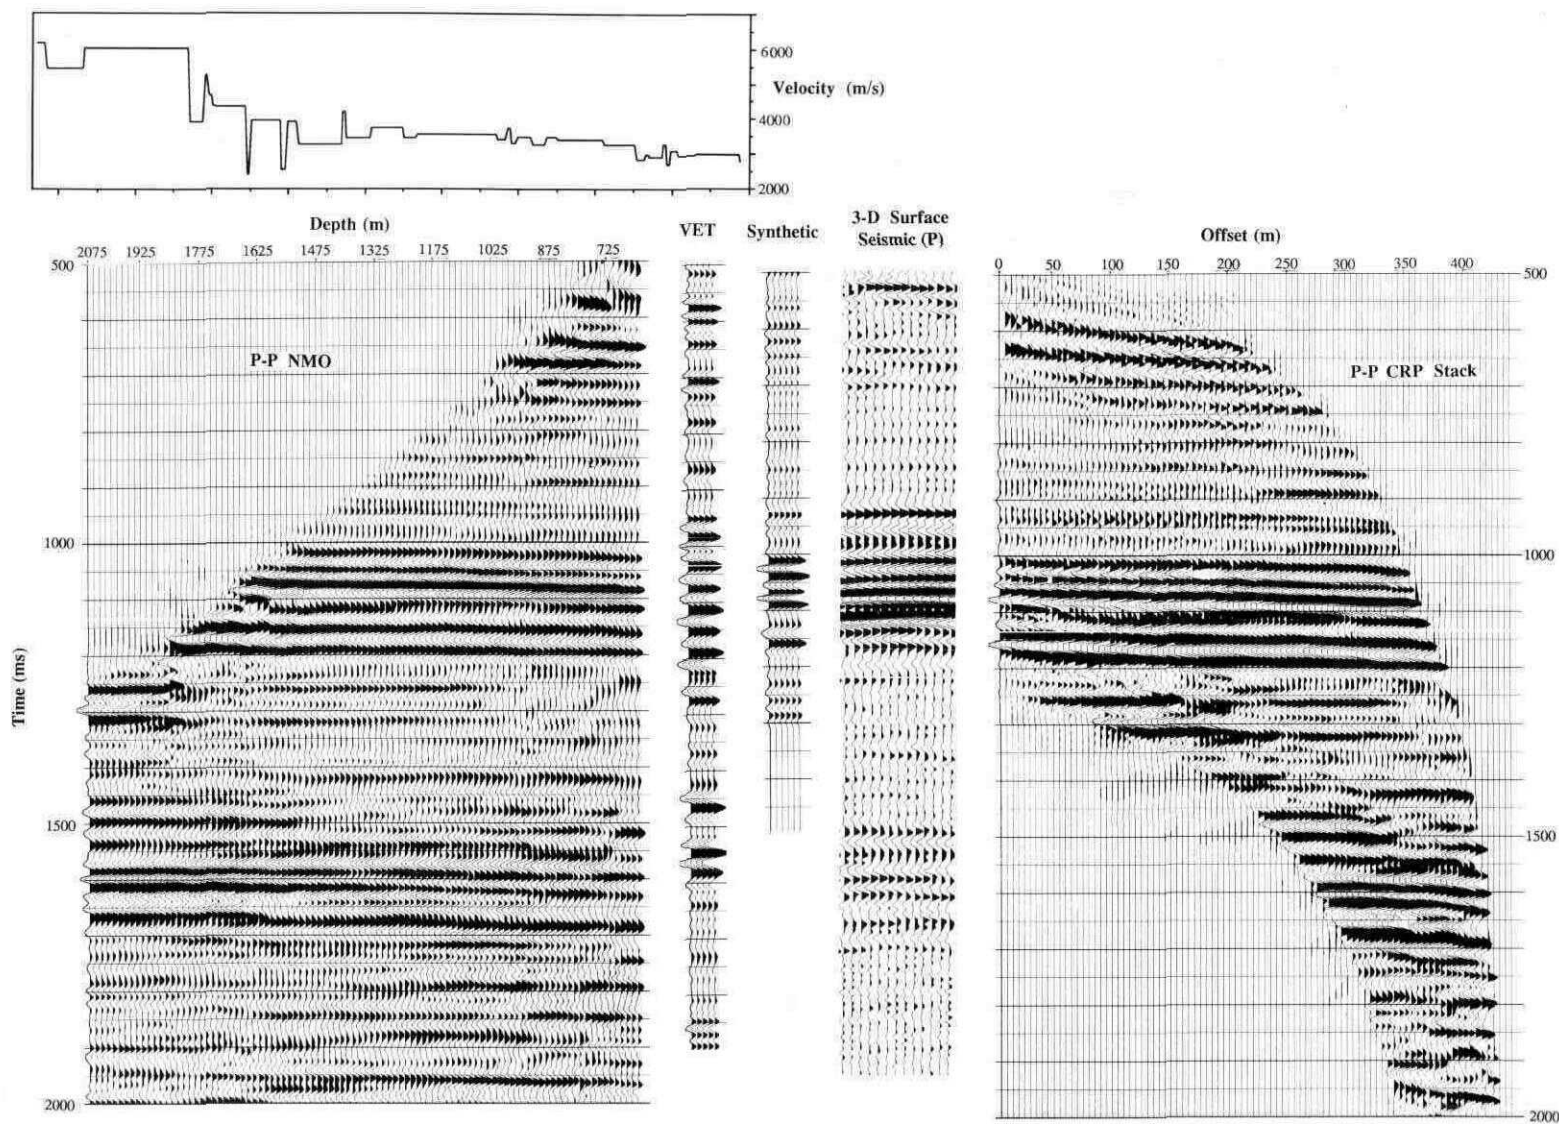 6000
Velocity (m/s)
4000
2000
Depth (m)
2075 1925 1775 1625 1475 1325 1175 1025 875 725
VET
Synthetic
3-D Surface
Seismic (P)
Offset (m)
0 50 100 150 200 250 300 350 400
500
500
P-P NMO
P-P CRP Stack
1000
1000
Time (ms)
1500
1500
2000
2000